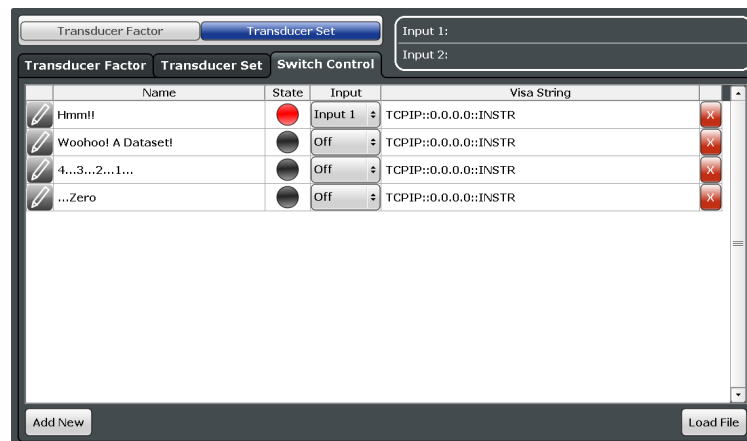 Transducer Factor Transducer Set
Input 1:
Input 2:
Transducer Factor Transducer Set Switch Control
Name State Input Visa String
Hmm!! Input 1 TCPIP::0.0.0.0::INSTR X
Woohoo! A Dataset! Off TCPIP::0.0.0.0::INSTR X
4...3...2...1... Off TCPIP::0.0.0.0::INSTR X
...Zero Off TCPIP::0.0.0.0::INSTR X
Add New Load File